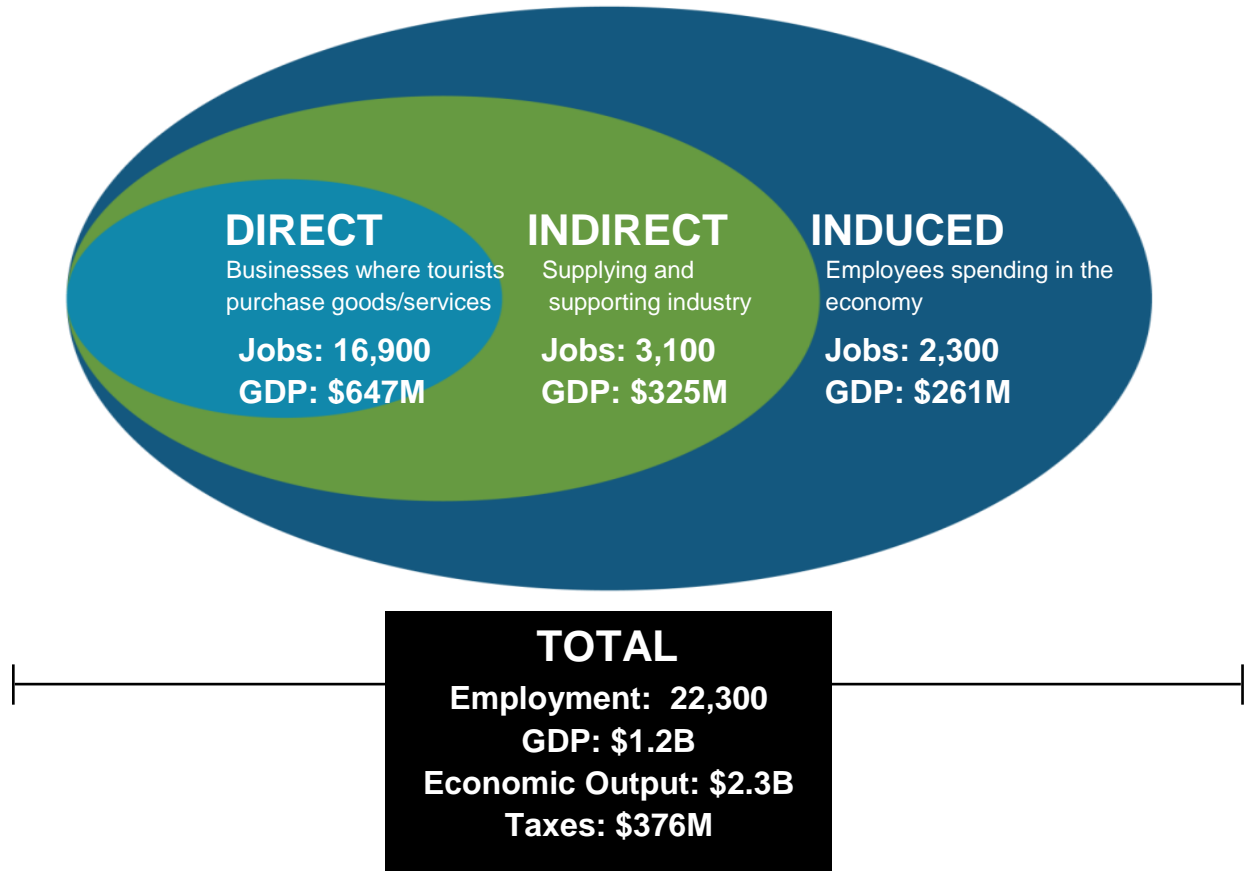 DIRECT
Businesses where tourists
purchase goods/services
Jobs: 16,900
GDP: $647M
INDIRECT
Supplying and
supporting industry
Jobs: 3,100
GDP: $325M
INDUCED
Employees spending in the
economy
Jobs: 2,300
GDP: $261M
TOTAL
Employment: 22,300
GDP: $1.2B
Economic Output: $2.3B
Taxes: $376M